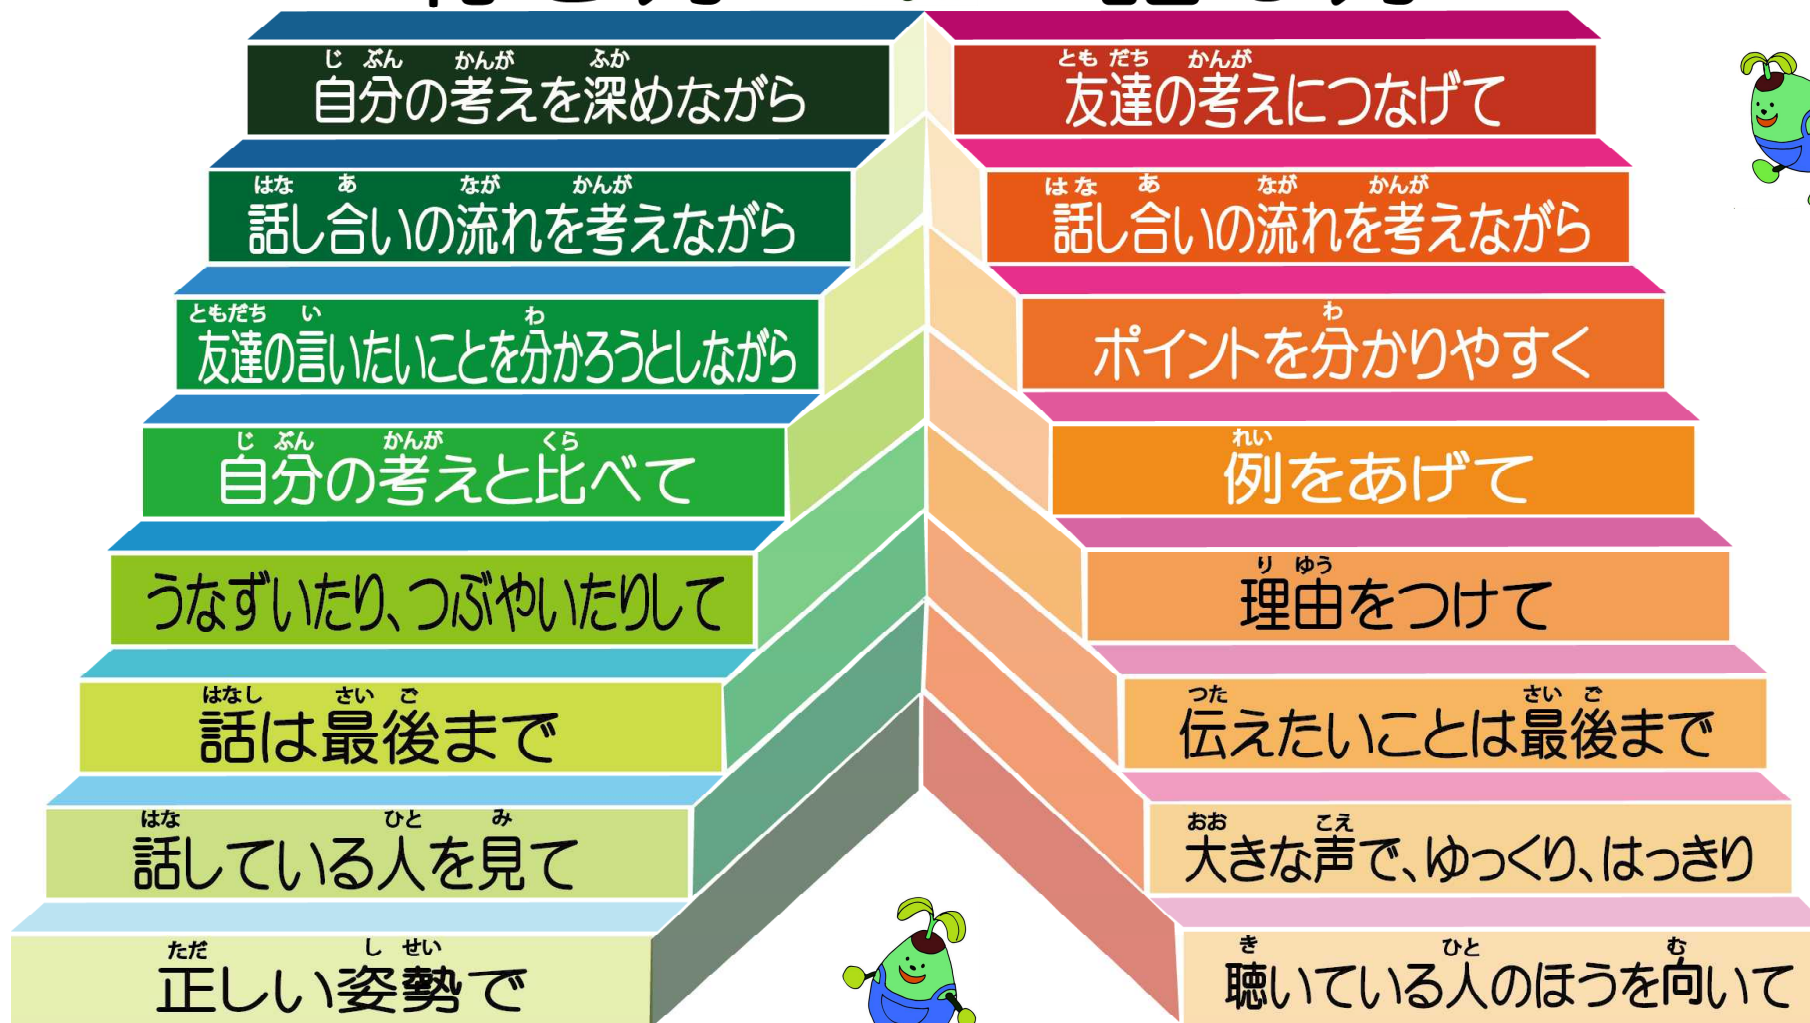 自分の考えを深めながら
話し合いの流れを考えながら
友達の言いたいことを分かろうとしながら
自分の考えと比べて
うなずいたり、つぶやいたりして
話は最後まで
話している人を見て
正しい姿勢で
友達の考えにつなげて
話し合いの流れを考えながら
ポイントを分かりやすく
例をあげて
理由をつけて
伝えたいことは最後まで
大きな声で、ゆっくり、はっきり
聴いている人のほうを向いて